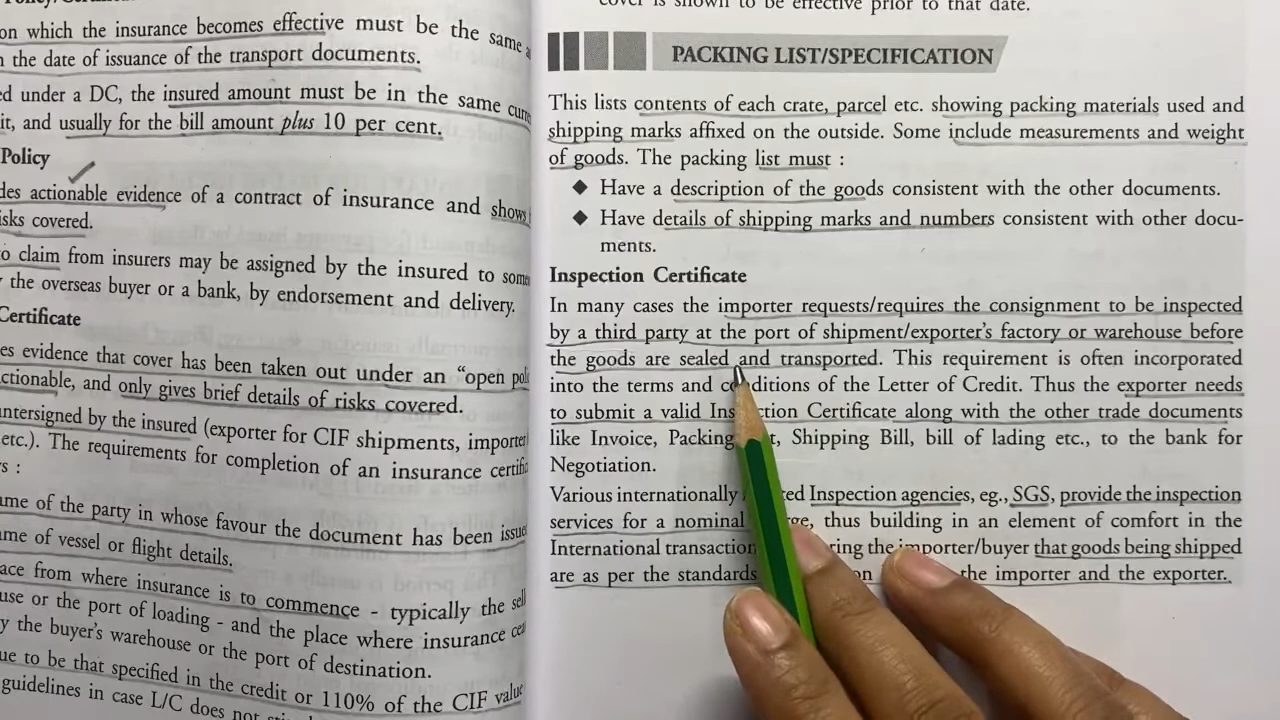 on which the insurance becomes effective must be the same
the date of issuance of the transport documents.
ed under a DC, the insured amount must be in the same
it, and usually for the bill amount plus 10 per cent.
Policy
des actionable evidence of a contract of insurance and shows
isks covered.
o claim from insurers may be assigned by the insured to
the overseas buyer or a bank, by endorsement and delivery.
Certificate
es evidence that cover has been taken out under an “open
ctionable, and only gives brief details of risks covered.
untersigned by the insured (exporter for CIF shipments, importer
etc.). The requirements for completion of an insurance
s :
ame of the party in whose favour the document has been
ame of vessel or flight details.
ace from where insurance is to commence - typically the
use or the port of loading - and the place where insurance
y the buyer's warehouse or the port of destination.
ue to be that specified in the credit or 110% of the CIF value
guidelines in case L/C does not
cover is shown to be effective prior to that date.
PACKING LIST/SPECIFICATION
This lists contents of each crate, parcel etc. showing packing materials used and
shipping marks affixed on the outside. Some include measurements and weight
of goods. The packing list must :
◆ Have a description of the goods consistent with the other documents.
◆ Have details of shipping marks and numbers consistent with other docu-
ments.
Inspection Certificate
In many cases the importer requests/requires the consignment to be inspected
by a third party at the port of shipment/exporter's factory or warehouse before
the goods are sealed and transported. This requirement is often incorporated
into the terms and conditions of the Letter of Credit. Thus the exporter needs
to submit a valid Inspection Certificate along with the other trade documents
like Invoice, Packing t, Shipping Bill, bill of lading etc., to the bank for
Negotiation.
Various internationally ed Inspection agencies, eg., SGS, provide the inspection
services for a nominal ge, thus building in an element of comfort in the
International transaction ring the importer/buyer that goods being shipped
are as per the standards on the importer and the exporter.